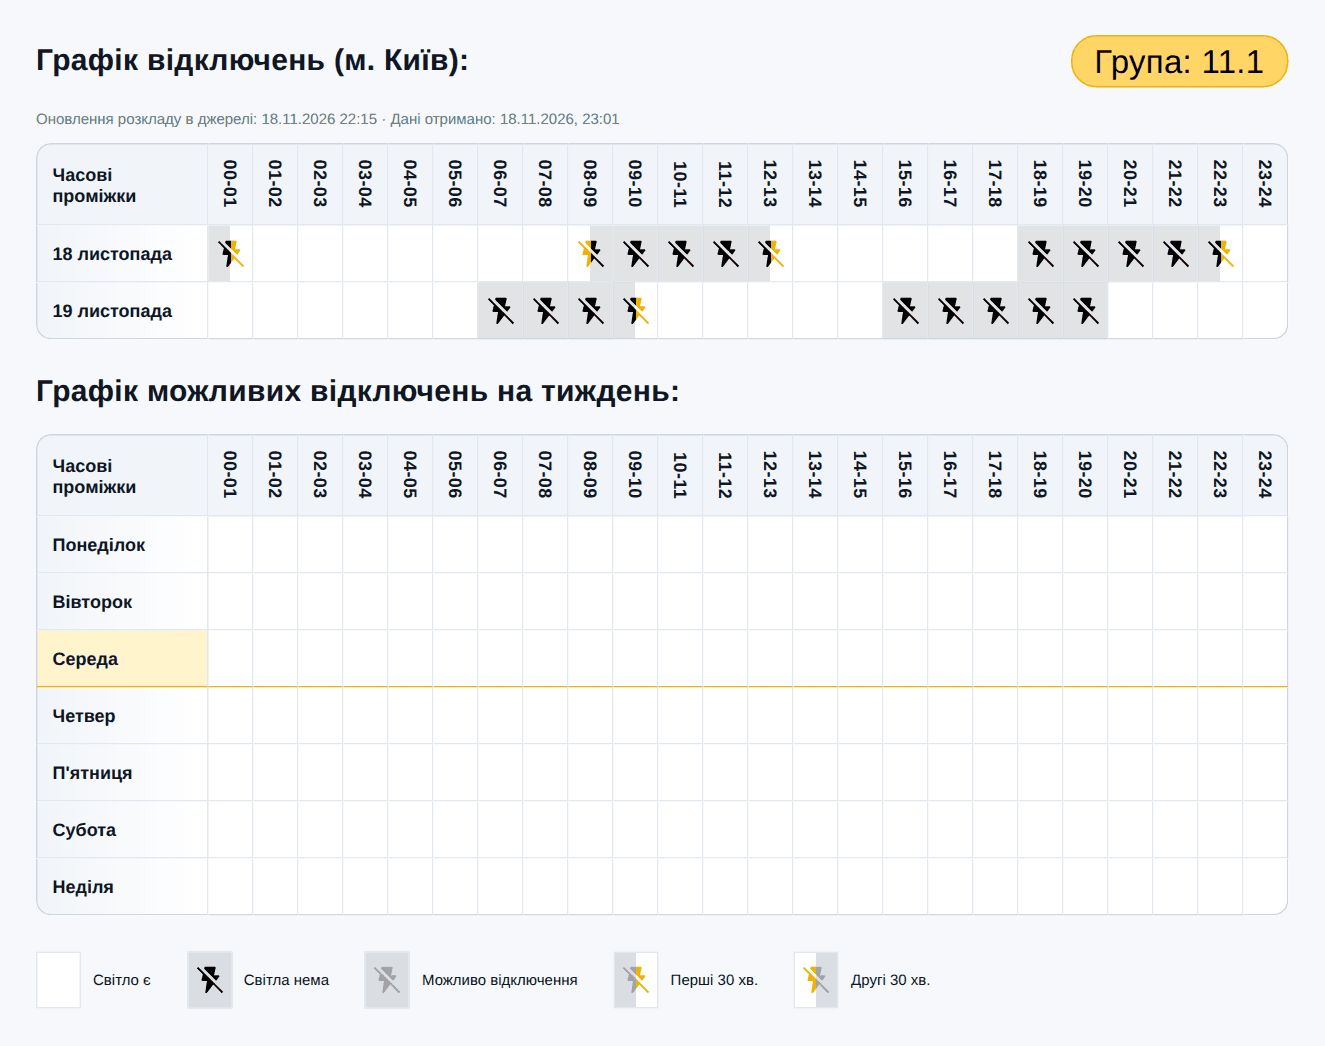 Графік відключень (м. Київ):
Група: 11.1
Оновлення розкладу в джерелі: 18.11.2026 22:15 · Дані отримано: 18.11.2026, 23:01
Часові проміжки 00-01 01-02 02-03 03-04 04-05 05-06 06-07 07-08 08-09 09-10 10-11 11-12 12-13 13-14 14-15 15-16 16-17 17-18 18-19 19-20 20-21 21-22 22-23 23-24
18 листопада
19 листопада
Графік можливих відключень на тиждень:
Часові проміжки 00-01 01-02 02-03 03-04 04-05 05-06 06-07 07-08 08-09 09-10 10-11 11-12 12-13 13-14 14-15 15-16 16-17 17-18 18-19 19-20 20-21 21-22 22-23 23-24
Понеділок
Вівторок
Середа
Четвер
П'ятниця
Субота
Неділя
Світло є Світла нема Можливо відключення Перші 30 хв. Другі 30 хв.